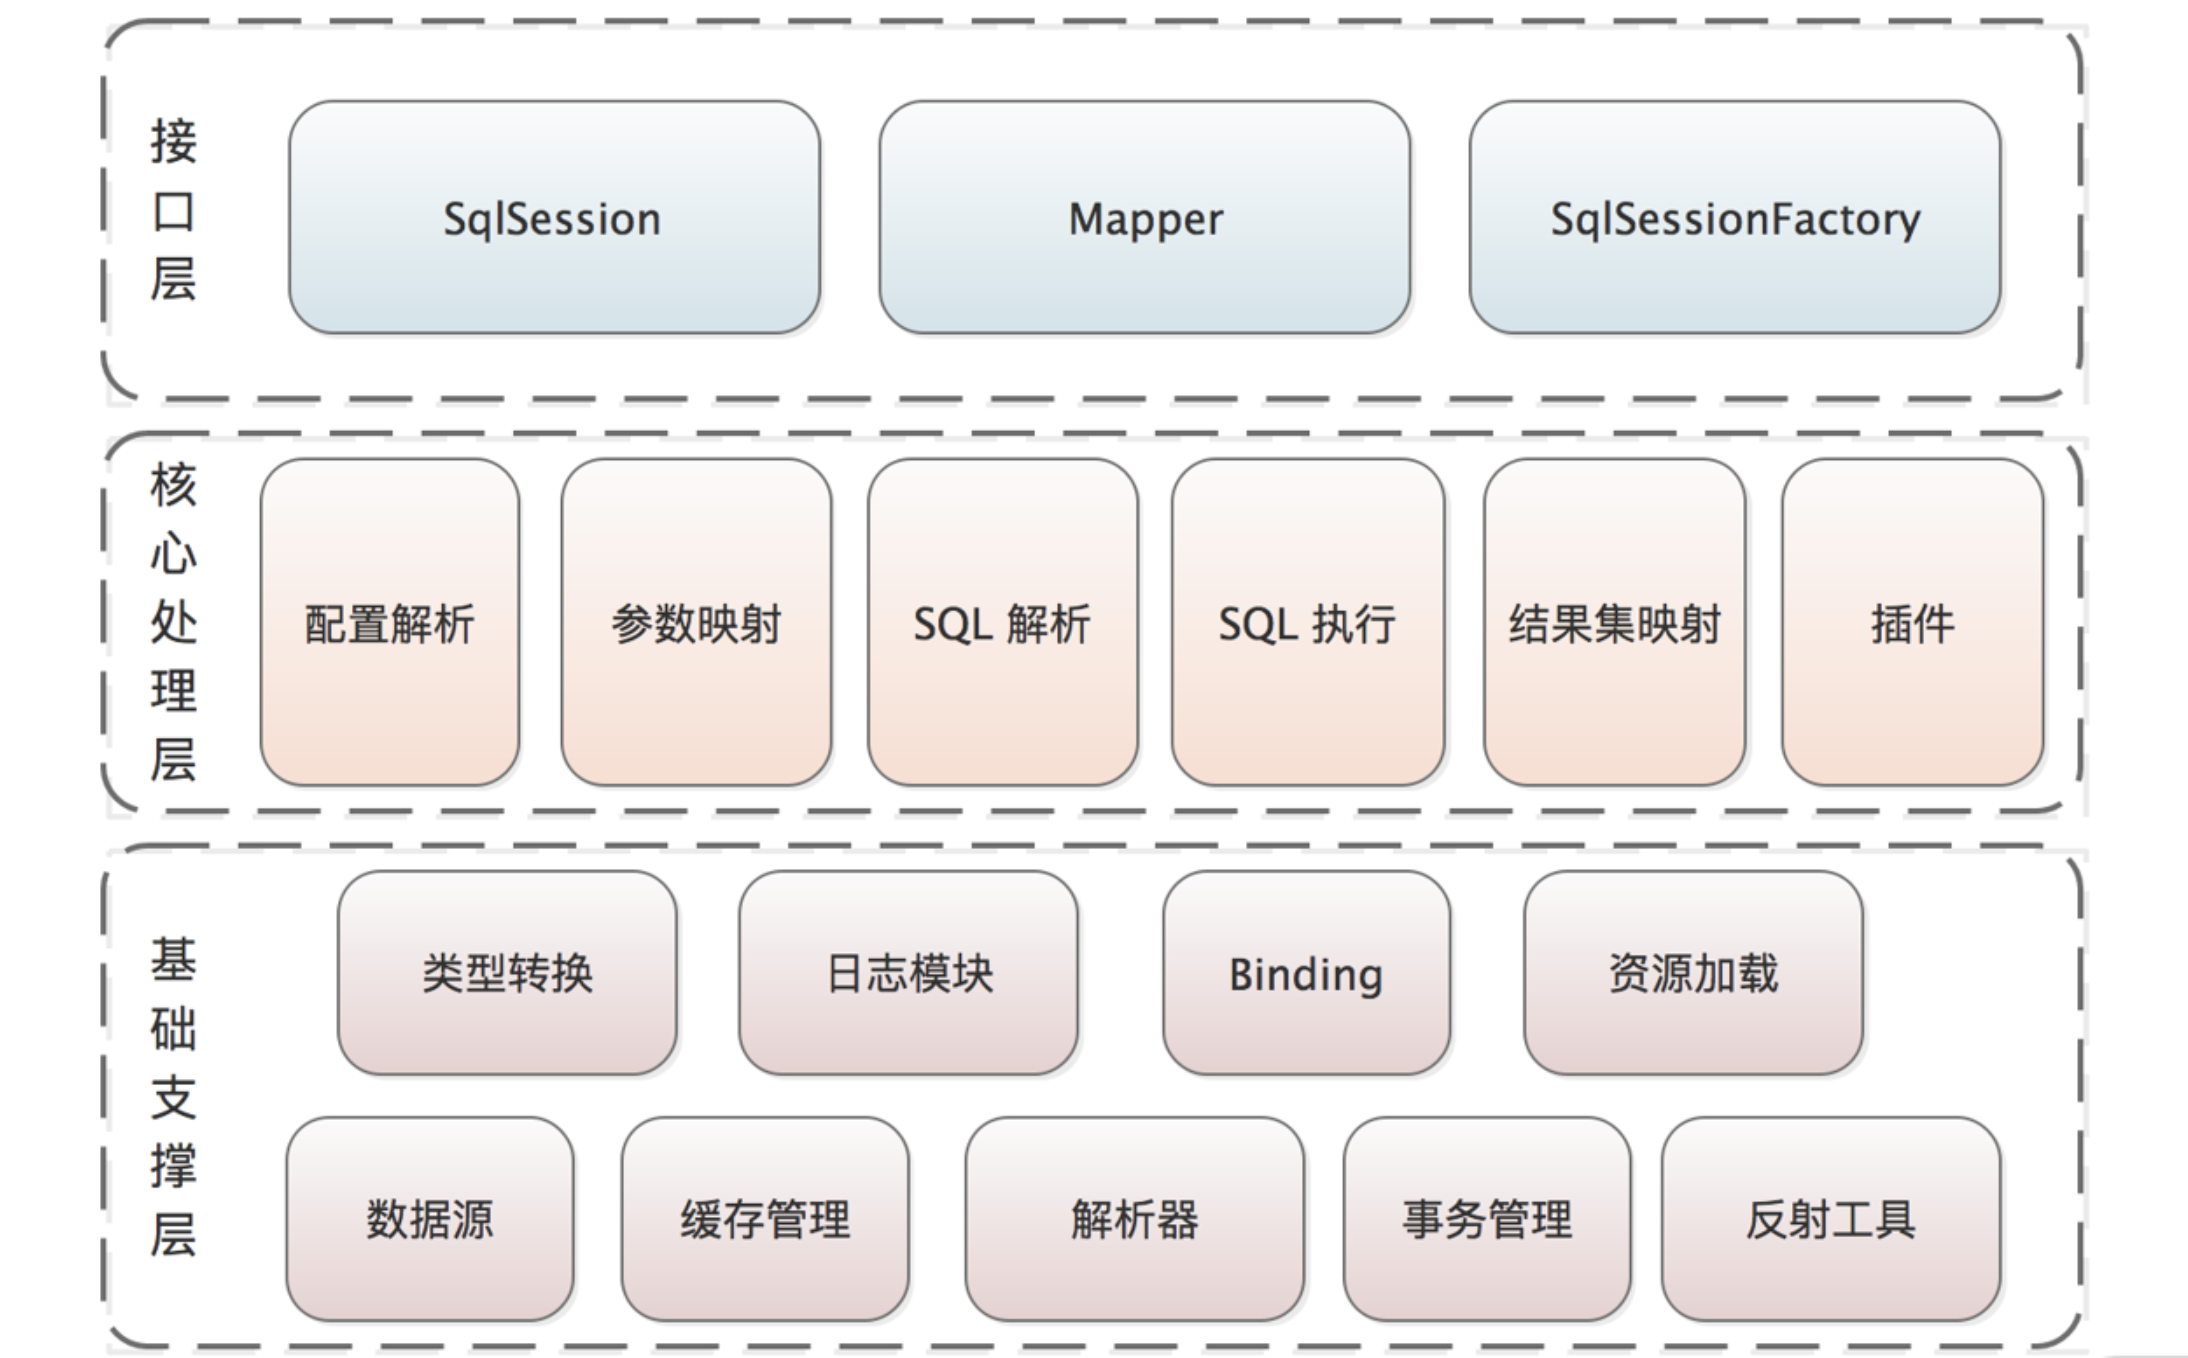 接口层
SqlSession
Mapper
SqlSessionFactory
核心处理层
配置解析
参数映射
SQL 解析
SQL 执行
结果集映射
插件
基础支撑层
类型转换
日志模块
Binding
资源加载
数据源
缓存管理
解析器
事务管理
反射工具